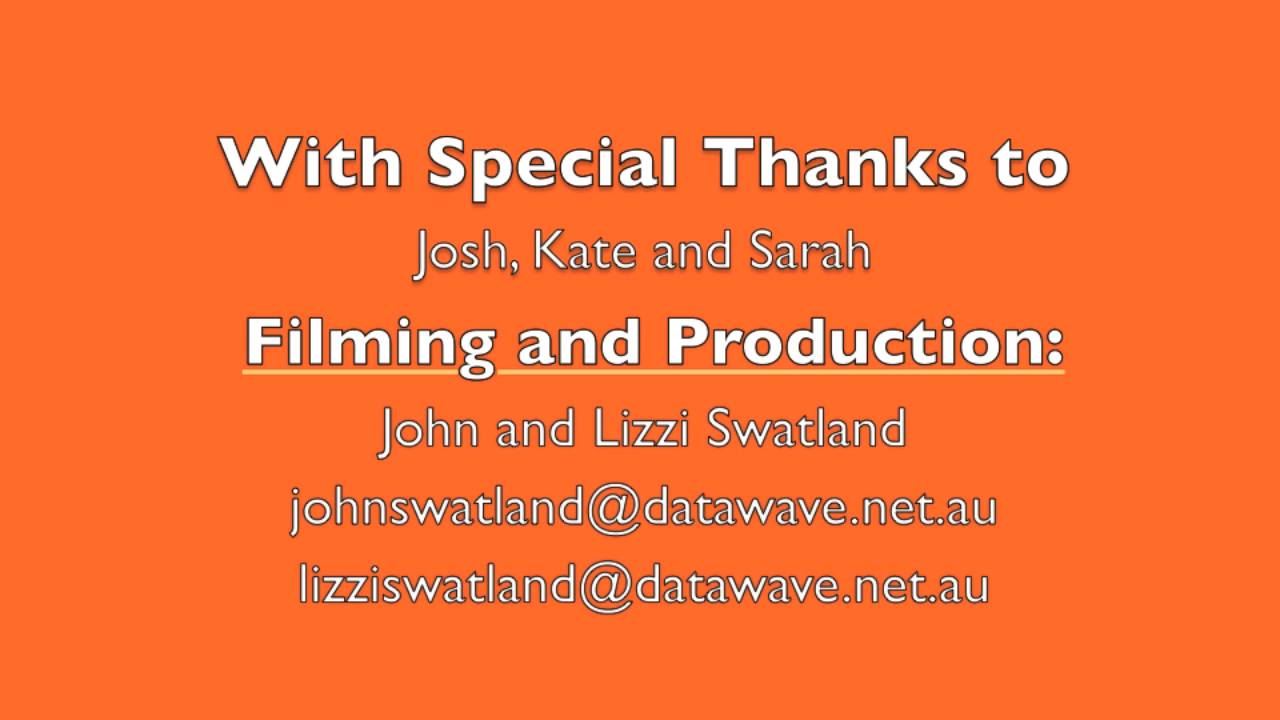 With Special Thanks to
Josh, Kate and Sarah
Filming and Production:
John and Lizzi Swatland
johnswatland@datawave.net.au
lizziswatland@datawave.net.au